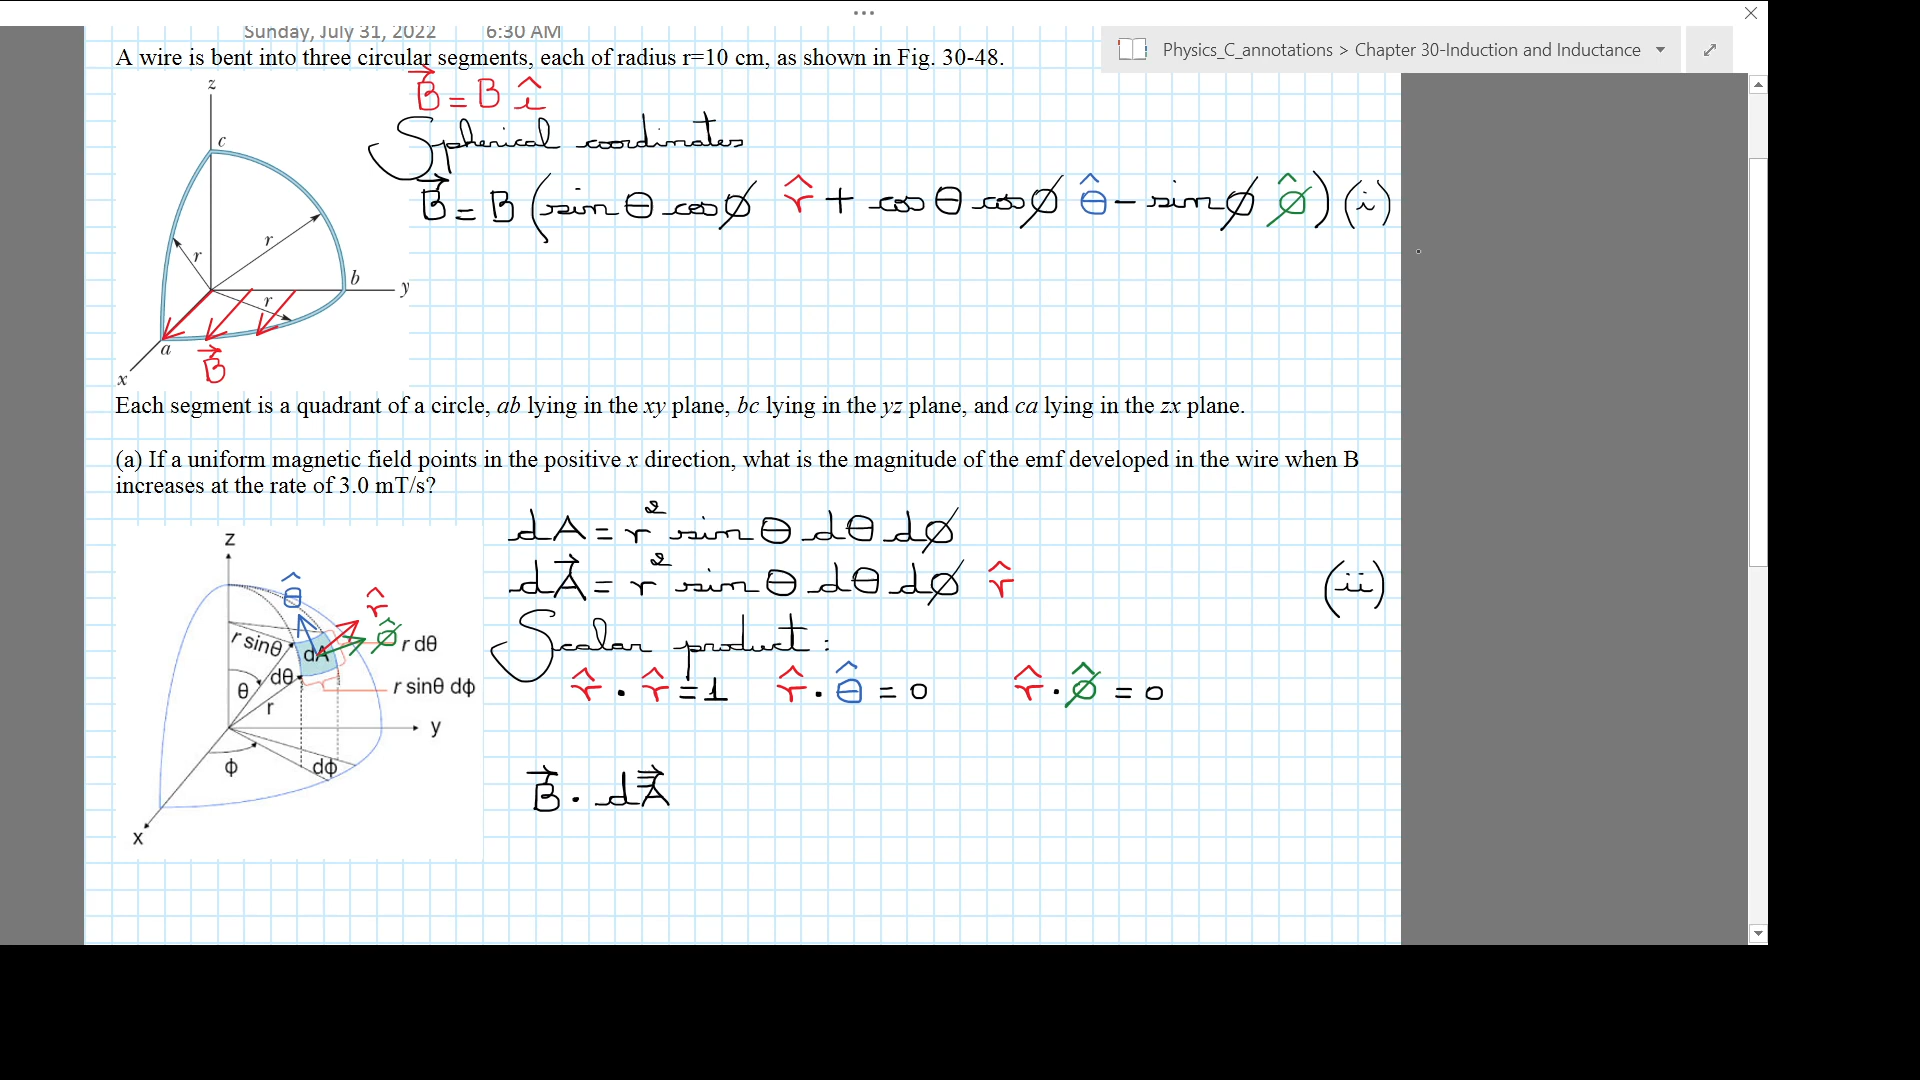 Sunday, July 31, 2022 6:30 AM
Physics_C_annotations > Chapter 30-Induction and Inductance
A wire is bent into three circular segments, each of radius r=10 cm, as shown in Fig. 30-48.
z
c
r
r
r
b
y
a
x
B⃗
B⃗ = B î
Spherical coordinates
B⃗ = B (sin θ cos ∅ r̂ + cos θ cos ∅ θ̂ − sin ∅ ∅̂) (i)
Each segment is a quadrant of a circle, ab lying in the xy plane, bc lying in the yz plane, and ca lying in the zx plane.
(a) If a uniform magnetic field points in the positive x direction, what is the magnitude of the emf developed in the wire when B
increases at the rate of 3.0 mT/s?
z
θ̂
r̂
∅̂
r sinθ
dA
r dθ
dθ
θ
r sinθ dϕ
r
y
ϕ
dϕ
x
dA = r² sin θ dθ d∅
dA⃗ = r² sin θ dθ d∅ r̂ (ii)
Scalar product :
r̂ · r̂ = 1 r̂ · θ̂ = 0 r̂ · ∅̂ = 0
B⃗ · dA⃗